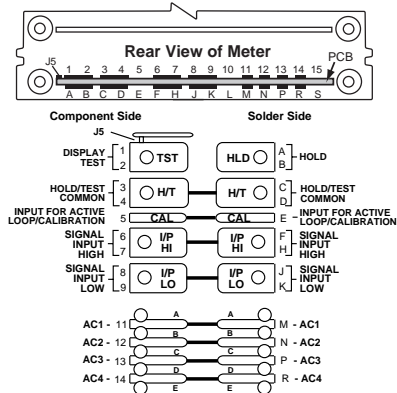 Rear View of Meter
PCB
J5
1 2 3 4 5 6 7 8 9 10 11 12 13 14 15
A B C D E F H J K L M N P R S
Component Side Solder Side
J5
DISPLAY TEST 1 2 TST HLD A B HOLD
HOLD/TEST COMMON 3 4 H/T H/T C D HOLD/TEST COMMON
INPUT FOR ACTIVE LOOP/CALIBRATION 5 CAL CAL E INPUT FOR ACTIVE LOOP/CALIBRATION
SIGNAL INPUT HIGH 6 7 I/P HI I/P HI F H SIGNAL INPUT HIGH
SIGNAL INPUT LOW 8 9 I/P LO I/P LO J K SIGNAL INPUT LOW
A A
AC1 - 11 M - AC1
B B
AC2 - 12 N - AC2
C C
AC3 - 13 P - AC3
D D
AC4 - 14 R - AC4
E E